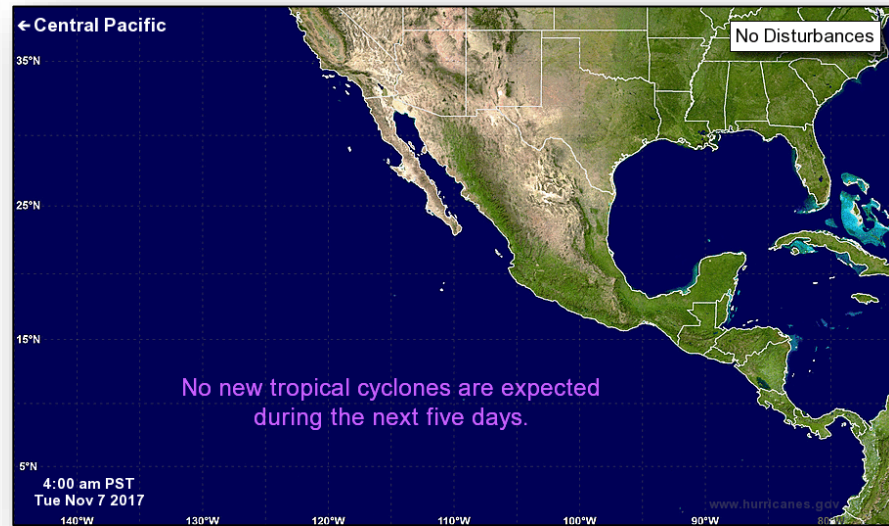 ← Central Pacific
No Disturbances
35°N
25°N
15°N
No new tropical cyclones are expected
during the next five days.
5°N
4:00 am PST
Tue Nov 7 2017
www.hurricanes.gov
140°W 130°W 120°W 110°W 100°W 90°W 80°